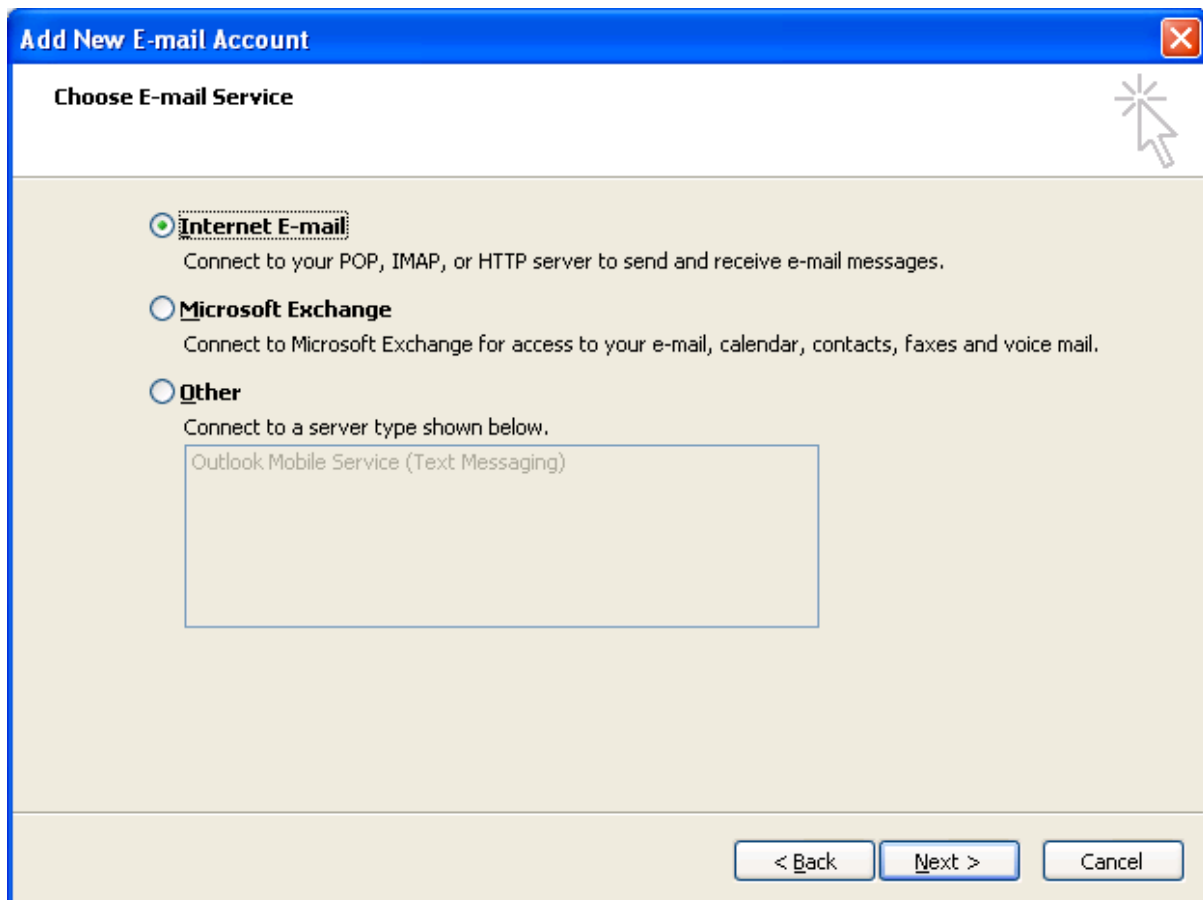 Add New E-mail Account
Choose E-mail Service
Internet E-mail
Connect to your POP, IMAP, or HTTP server to send and receive e-mail messages.
Microsoft Exchange
Connect to Microsoft Exchange for access to your e-mail, calendar, contacts, faxes and voice mail.
Other
Connect to a server type shown below.
Outlook Mobile Service (Text Messaging)
< Back Next > Cancel